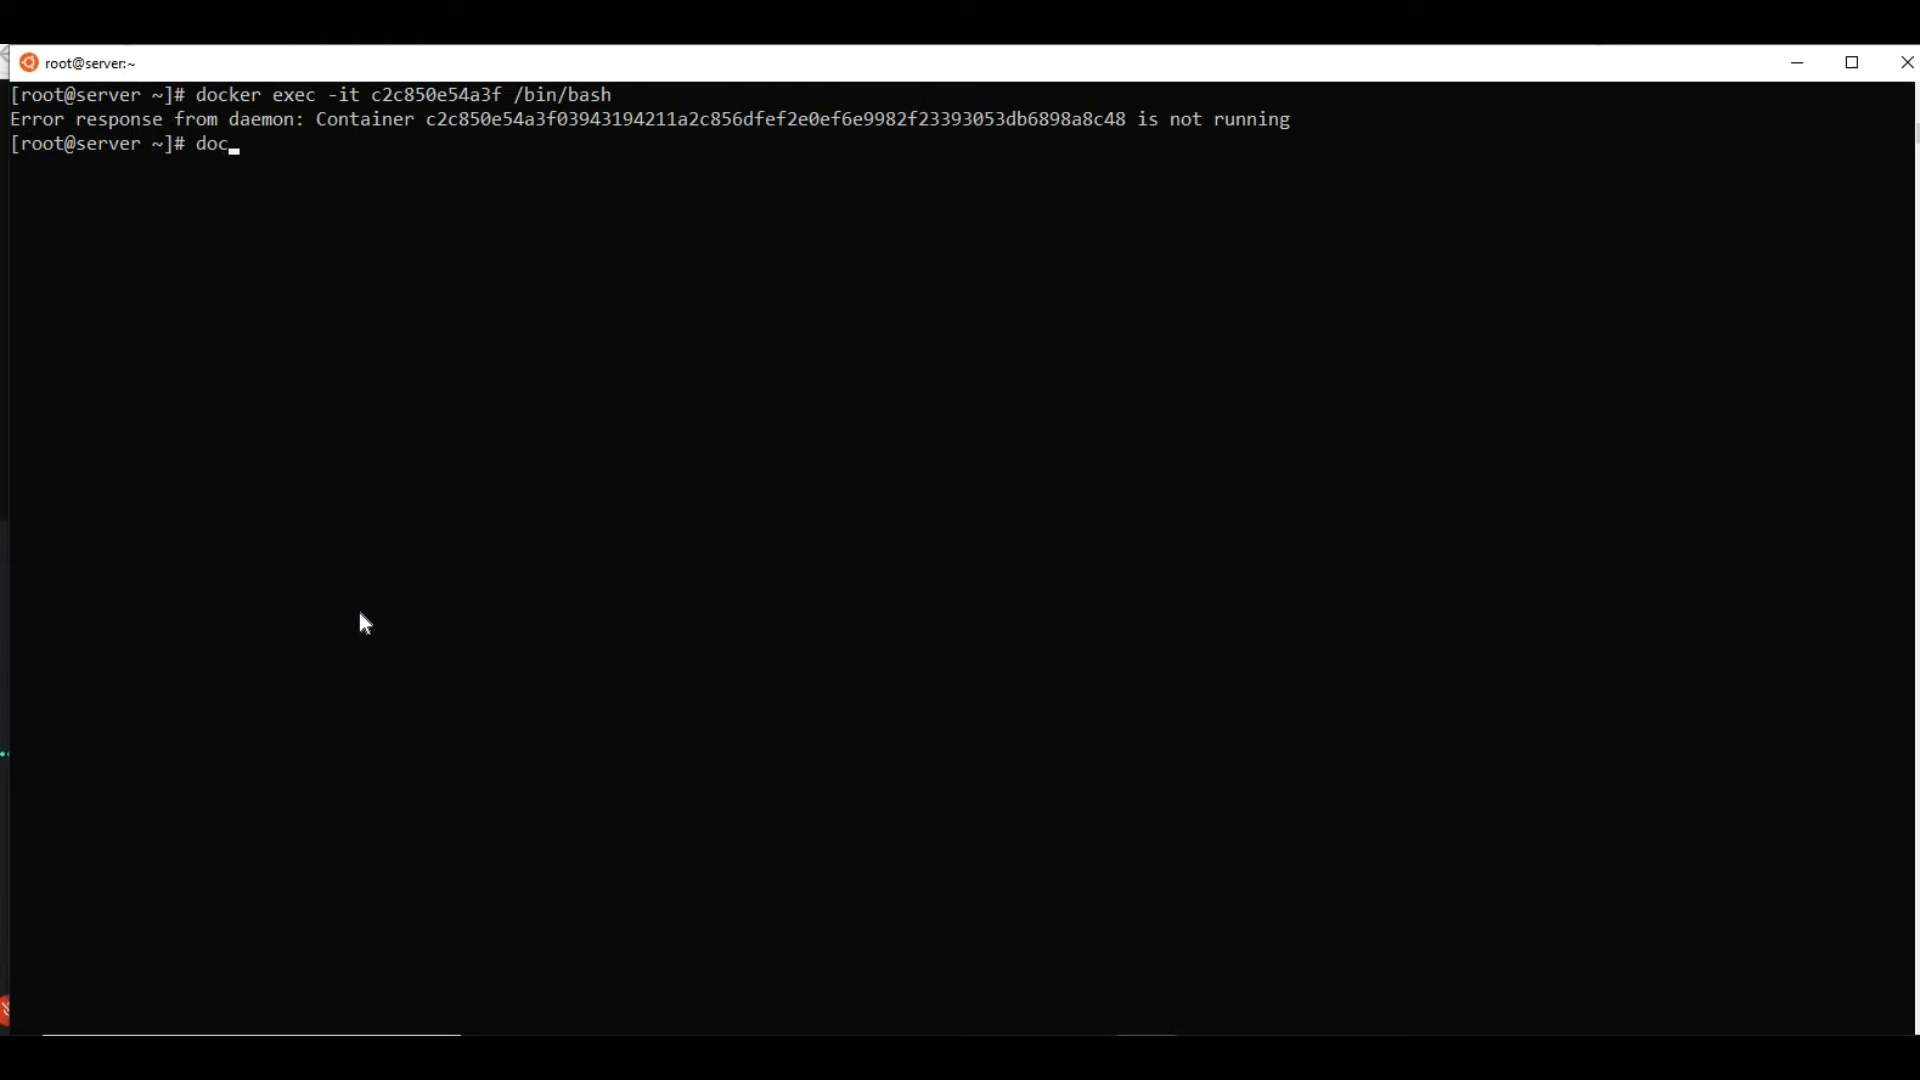 root@server:~
[root@server ~]# docker exec -it c2c850e54a3f /bin/bash
Error response from daemon: Container c2c850e54a3f03943194211a2c856dfef2e0ef6e9982f23393053db6898a8c48 is not running
[root@server ~]# doc